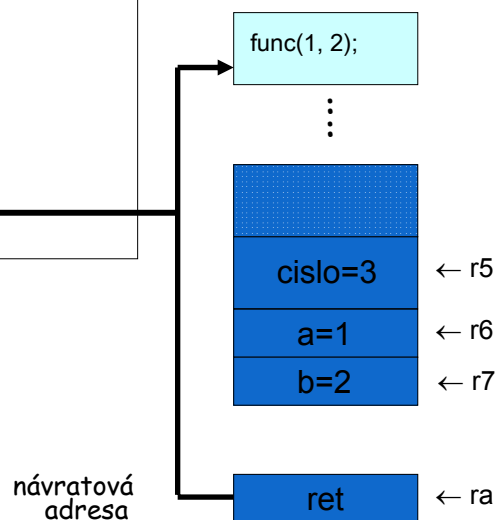 func(1, 2);
cislo=3
← r5
a=1
← r6
b=2
← r7
návratová
adresa
ret
← ra